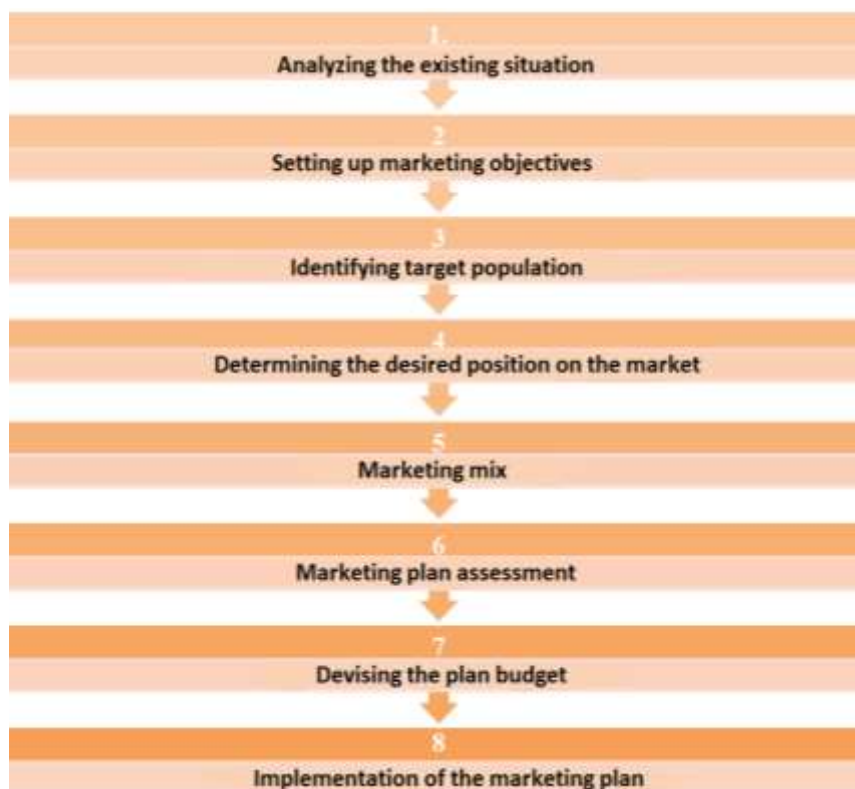 1.
Analyzing the existing situation
2
Setting up marketing objectives
3
Identifying target population
4
Determining the desired position on the market
5
Marketing mix
6
Marketing plan assessment
7
Devising the plan budget
8
Implementation of the marketing plan